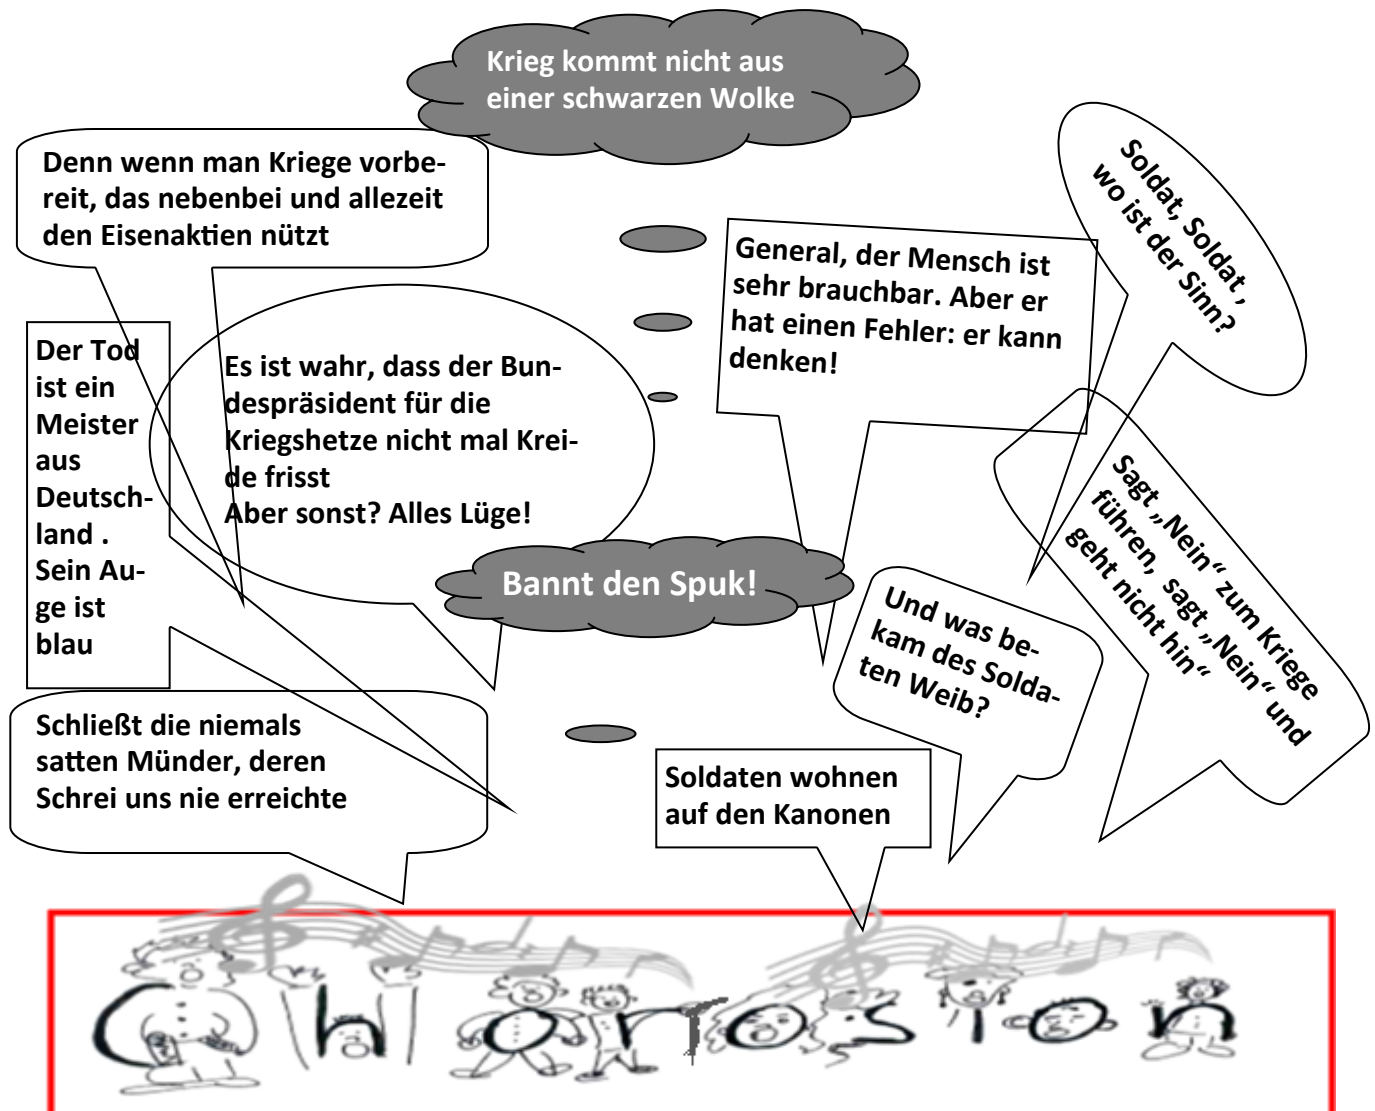 Krieg kommt nicht aus
einer schwarzen Wolke
Denn wenn man Kriege vorbe-
reit, das nebenbei und allezeit
den Eisenaktien nützt
Soldat, Soldat ,
wo ist der Sinn?
General, der Mensch ist
sehr brauchbar. Aber er
hat einen Fehler: er kann
denken!
Der Tod
ist ein
Meister
aus
Deutsch-
land .
Sein Au-
ge ist
blau
Es ist wahr, dass der Bun-
despräsident für die
Kriegshetze nicht mal Krei-
de frisst
Aber sonst? Alles Lüge!
Sagt „Nein“ zum Kriege
führen, sagt „Nein“ und
geht nicht hin“
Bannt den Spuk!
Und was be-
kam des Solda-
ten Weib?
Schließt die niemals
satten Münder, deren
Schrei uns nie erreichte
Soldaten wohnen
auf den Kanonen
Chorrosion